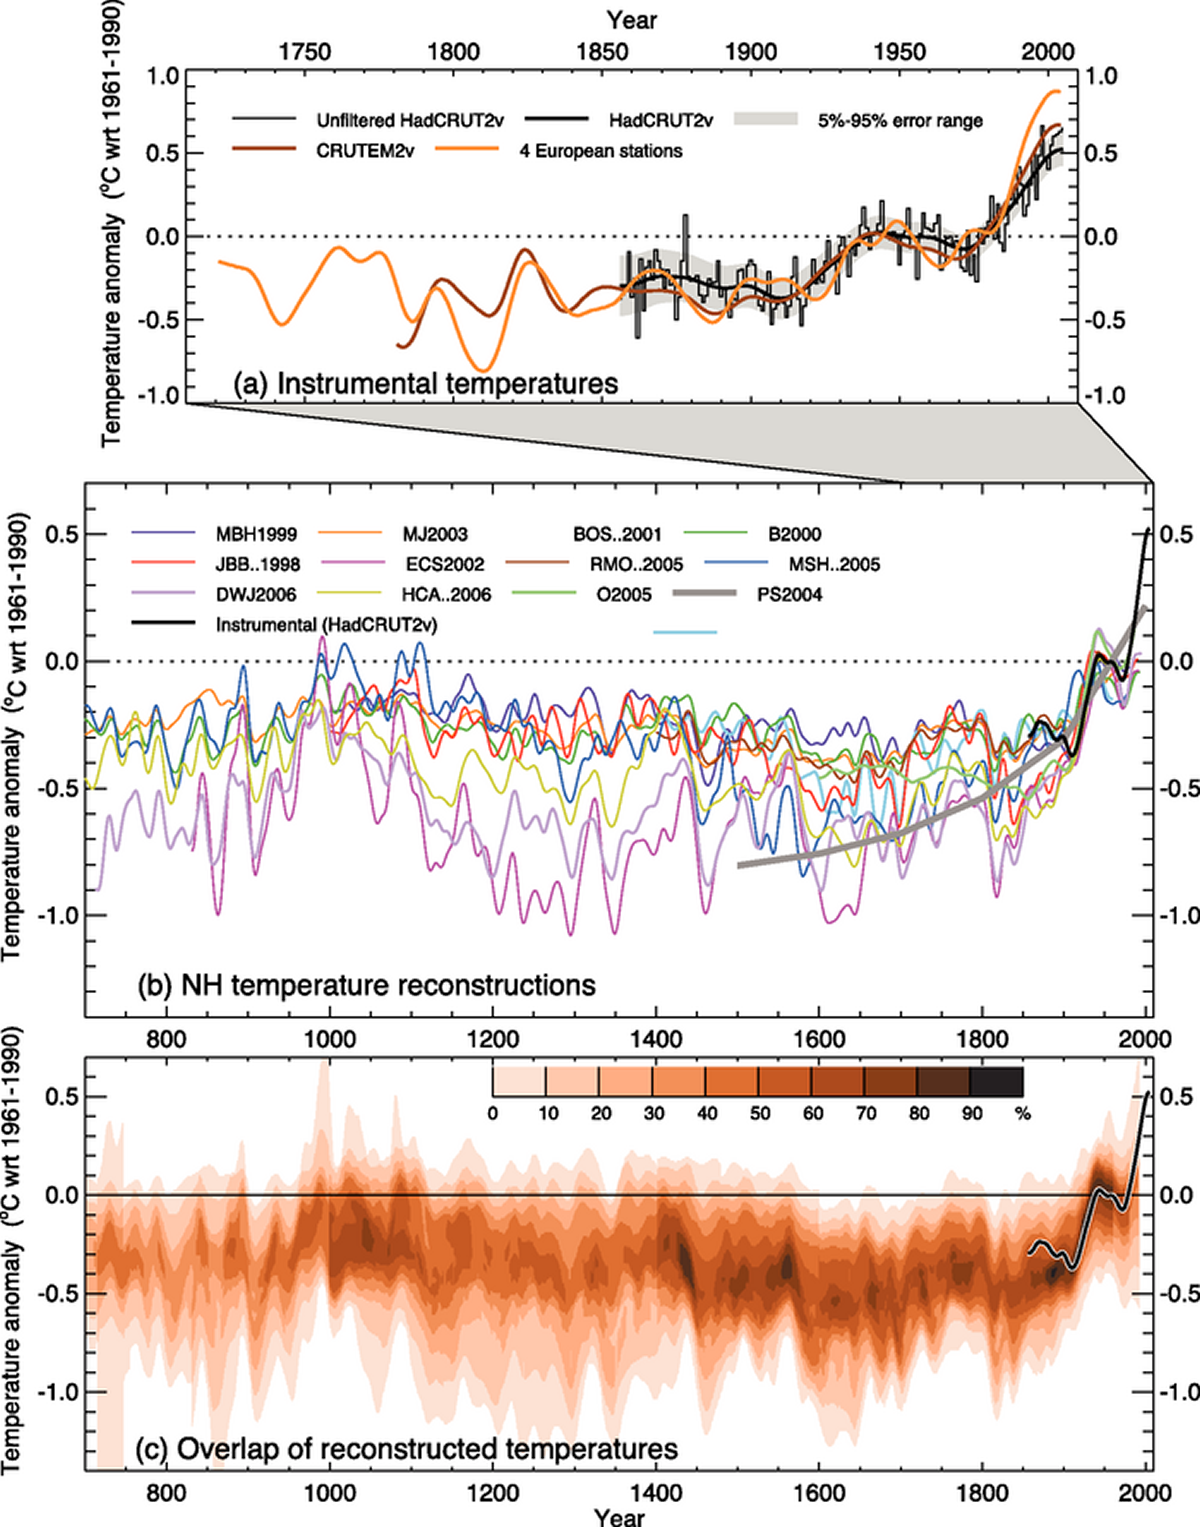 Year
1750 1800 1850 1900 1950 2000
Temperature anomaly (°C wrt 1961-1990)
1.0 1.0
Unfiltered HadCRUT2v HadCRUT2v 5%-95% error range
CRUTEM2v 4 European stations
0.5 0.5
0.0 0.0
-0.5 -0.5
(a) Instrumental temperatures
-1.0 -1.0
Temperature anomaly (°C wrt 1961-1990)
0.5 0.5
MBH1999 MJ2003 BOS..2001 B2000
JBB..1998 ECS2002 RMO..2005 MSH..2005
DWJ2006 HCA..2006 O2005 PS2004
Instrumental (HadCRUT2v)
0.0 0.0
-0.5 -0.5
-1.0 -1.0
(b) NH temperature reconstructions
800 1000 1200 1400 1600 1800 2000
Temperature anomaly (°C wrt 1961-1990)
0.5 0.5
0 10 20 30 40 50 60 70 80 90 %
0.0 0.0
-0.5 -0.5
-1.0 -1.0
(c) Overlap of reconstructed temperatures
800 1000 1200 1400 1600 1800 2000
Year